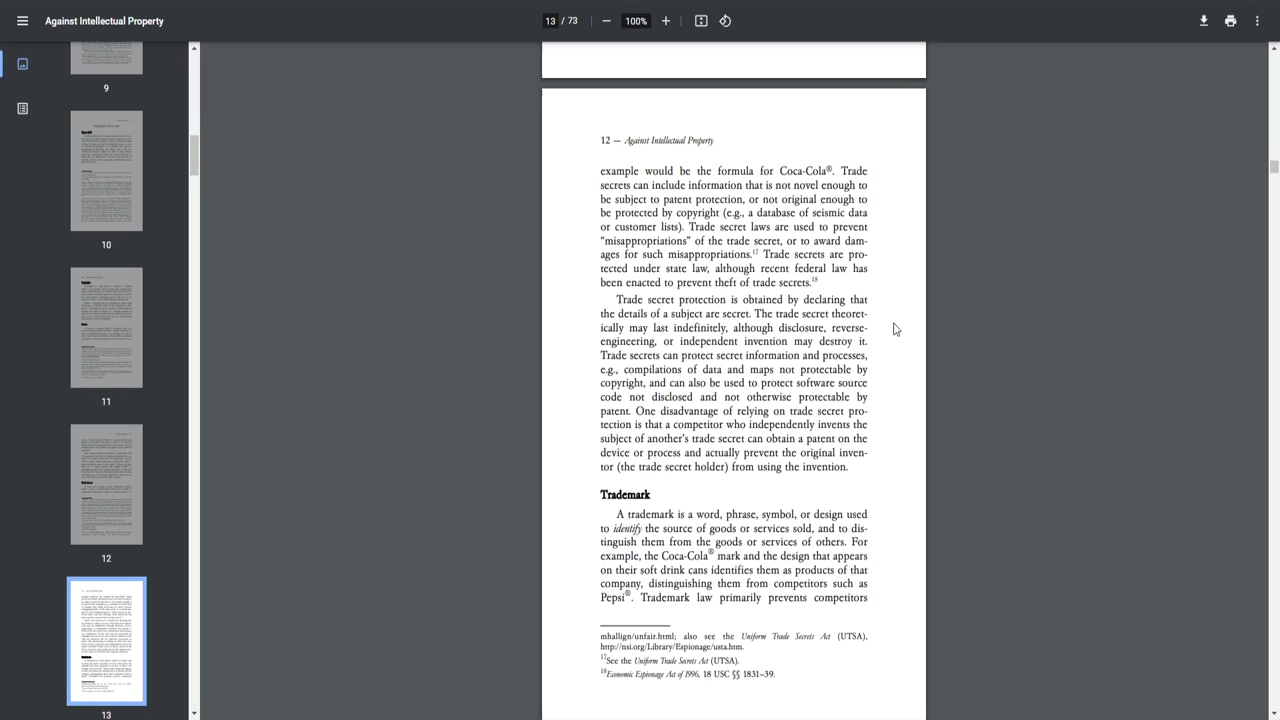 Against Intellectual Property
13 / 73
100%
9
10
11
12
13
12 — Against Intellectual Property
example would be the formula for Coca-Cola®. Trade
secrets can include information that is not novel enough to
be subject to patent protection, or not original enough to
be protected by copyright (e.g., a database of seismic data
or customer lists). Trade secret laws are used to prevent
“misappropriations” of the trade secret, or to award dam-
ages for such misappropriations.17 Trade secrets are pro-
tected under state law, although recent federal law has
been enacted to prevent theft of trade secrets.18
Trade secret protection is obtained by declaring that
the details of a subject are secret. The trade secret theoret-
ically may last indefinitely, although disclosure, reverse-
engineering, or independent invention may destroy it.
Trade secrets can protect secret information and processes,
e.g., compilations of data and maps not protectable by
copyright, and can also be used to protect software source
code not disclosed and not otherwise protectable by
patent. One disadvantage of relying on trade secret pro-
tection is that a competitor who independently invents the
subject of another’s trade secret can obtain a patent on the
device or process and actually prevent the original inven-
tor (the trade secret holder) from using the invention.
Trademark
A trademark is a word, phrase, symbol, or design used
to identify the source of goods or services sold, and to dis-
tinguish them from the goods or services of others. For
example, the Coca-Cola® mark and the design that appears
on their soft drink cans identifies them as products of that
company, distinguishing them from competitors such as
Pepsi®. Trademark law primarily prevents competitors
mhallign/unfair.html; also see the Uniform Trade Secrets Act (UTSA),
http://nsi.org/Library/Espionage/usta.htm.
17See the Uniform Trade Secrets Act (UTSA).
18Economic Espionage Act of 1996, 18 USC §§ 1831–39.